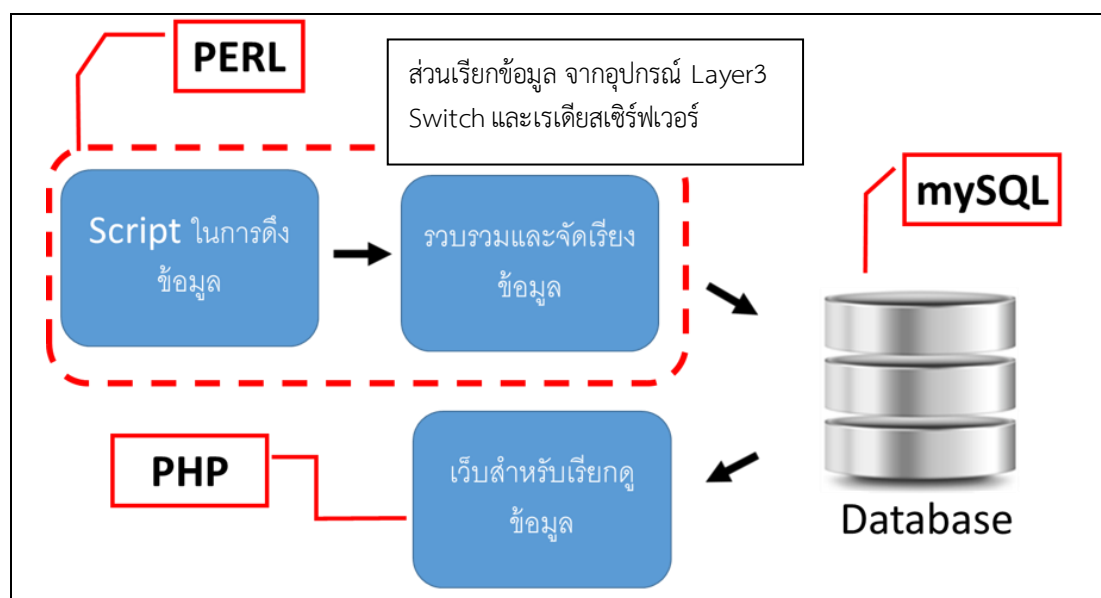 PERL
ส่วนเรียกข้อมูล จากอุปกรณ์ Layer3
Switch และเรเดียสเซิร์ฟเวอร์
mySQL
Script ในการดึง
ข้อมูล
รวบรวมและจัดเรียง
ข้อมูล
PHP
เว็บสำหรับเรียกดู
ข้อมูล
Database